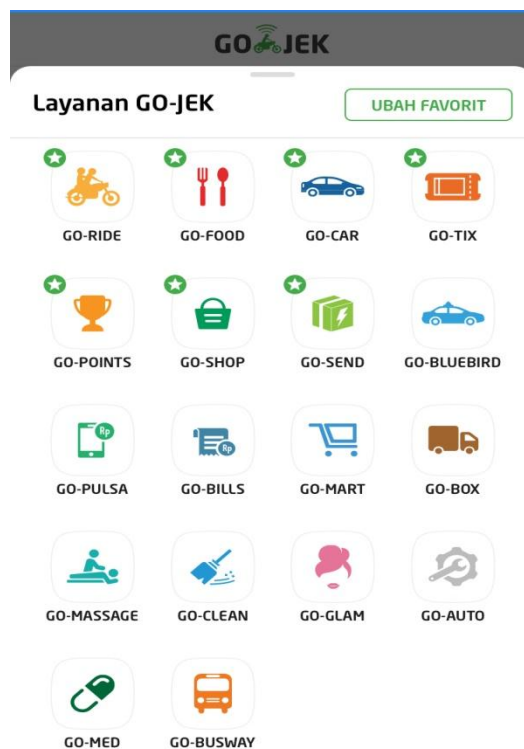 GO JEK
Layanan GO-JEK
UBAH FAVORIT
GO-RIDE GO-FOOD GO-CAR GO-TIX
GO-POINTS GO-SHOP GO-SEND GO-BLUEBIRD
Rp Rp
GO-PULSA GO-BILLS GO-MART GO-BOX
GO-MASSAGE GO-CLEAN GO-GLAM GO-AUTO
GO-MED GO-BUSWAY